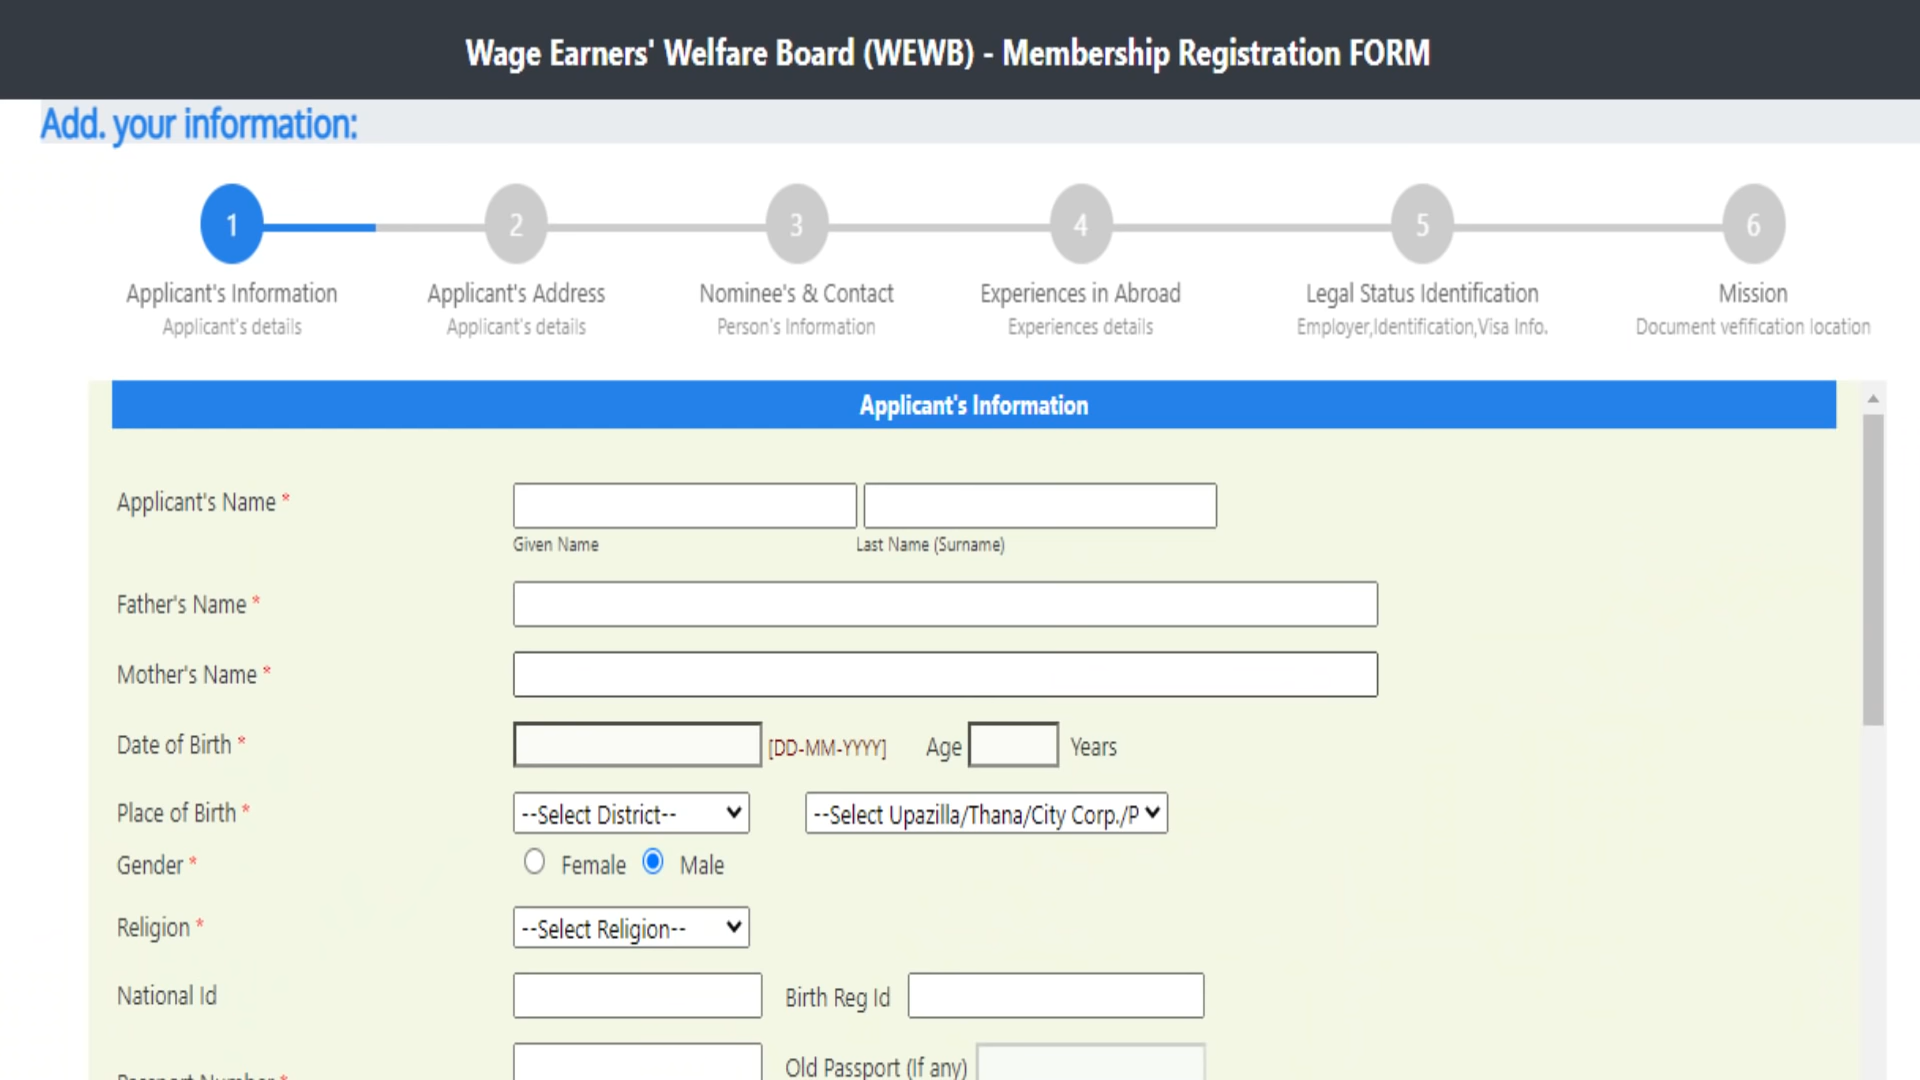 Wage Earners' Welfare Board (WEWB) - Membership Registration FORM
Add. your information:
1 2 3 4 5 6
Applicant's Information Applicant's Address Nominee's & Contact Experiences in Abroad Legal Status Identification Mission
Applicant's details Applicant's details Person's Information Experiences details Employer,Identification,Visa Info. Document vefification location
Applicant's Information
Applicant's Name *
Given Name Last Name (Surname)
Father's Name *
Mother's Name *
Date of Birth * [DD-MM-YYYY] Age Years
Place of Birth * --Select District-- --Select Upazilla/Thana/City Corp./P
Gender * Female Male
Religion * --Select Religion--
National Id Birth Reg Id
Passport Number * Old Passport (If any)